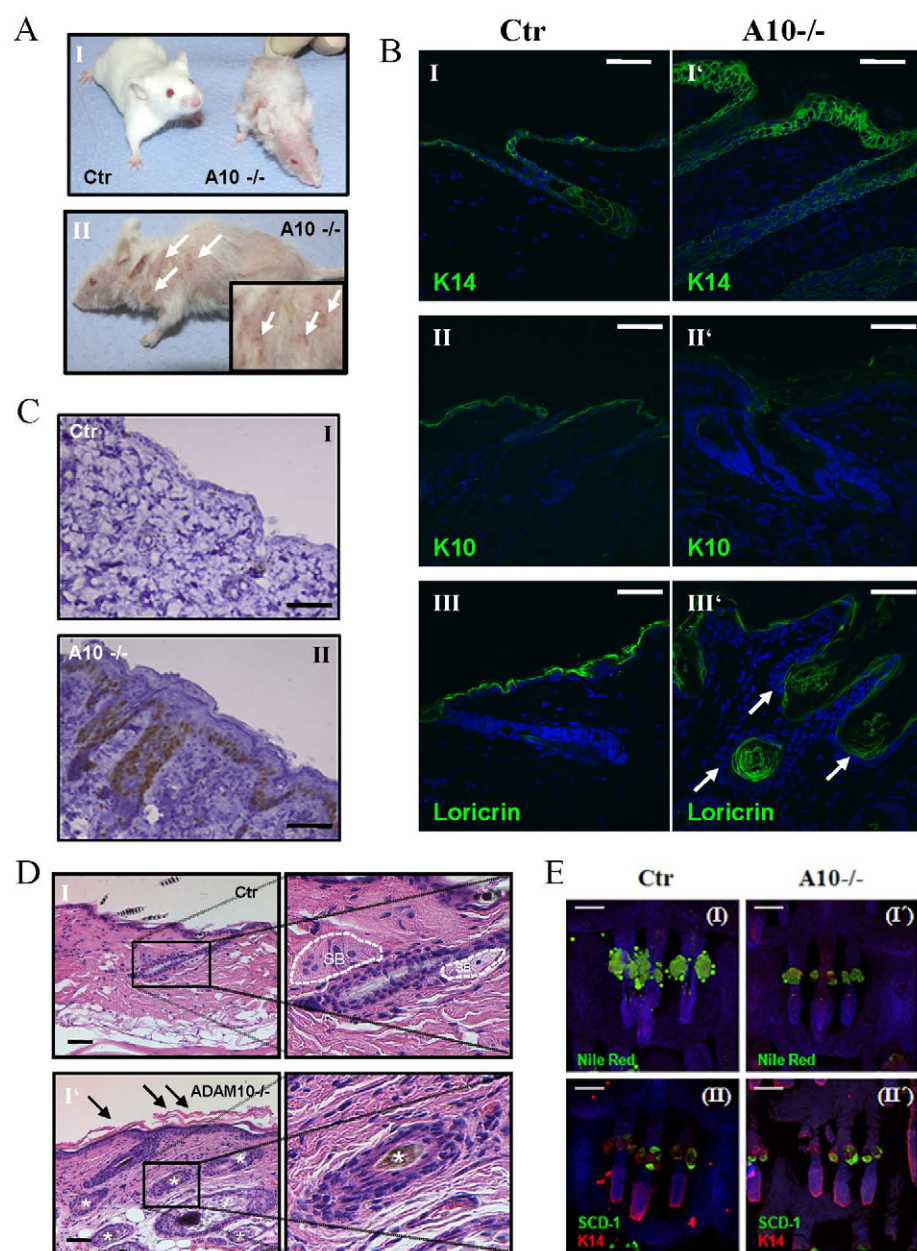 A
I
Ctr
A10 -/-
II
A10 -/-
B
Ctr
A10-/-
I
I‘
K14
K14
II
II‘
K10
K10
III
III‘
Loricrin
Loricrin
C
Ctr
I
A10 -/-
II
D
I
Ctr
SB
SB
I‘
ADAM10-/-
*
*
*
*
*
*
E
Ctr
A10-/-
(I)
(I´)
Nile Red
Nile Red
(II)
(II´)
SCD-1
K14
SCD-1
K14